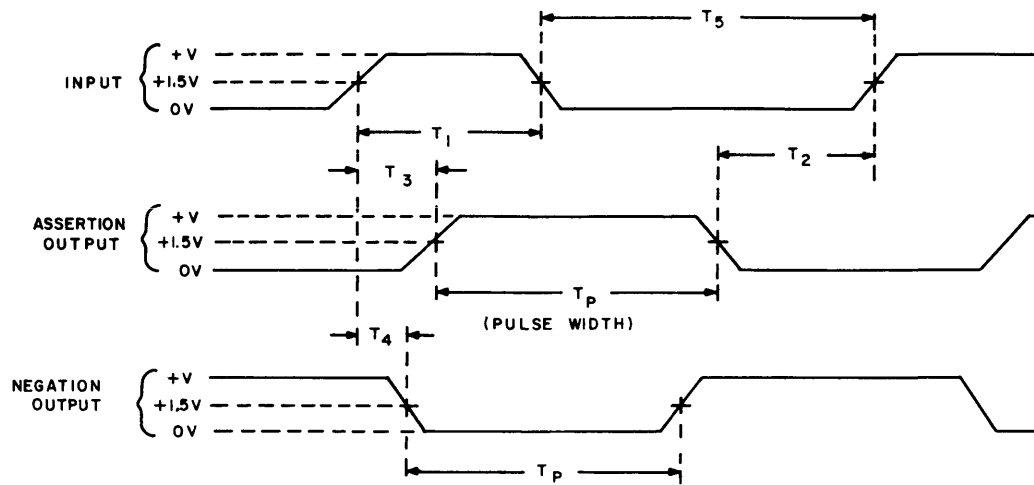 T5
+V
INPUT
+1.5V
0V
T1
T2
T3
ASSERTION
OUTPUT
+V
+1.5V
0V
TP
(PULSE WIDTH)
T4
NEGATION
OUTPUT
+V
+1.5V
0V
TP